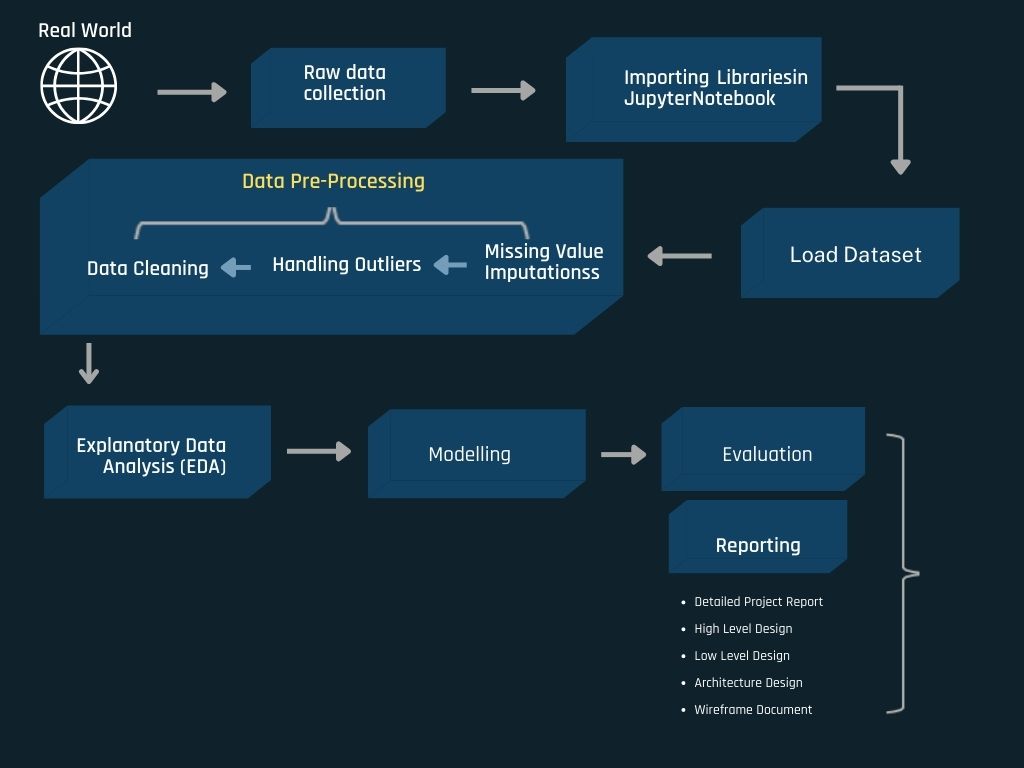 Real World
Raw data
collection
Importing Librariesin
JupyterNotebook
Data Pre-Processing
Data Cleaning
Handling Outliers
Missing Value
Imputationss
Load Dataset
Explanatory Data
Analysis (EDA)
Modelling
Evaluation
Reporting
• Detailed Project Report
• High Level Design
• Low Level Design
• Architecture Design
• Wireframe Document